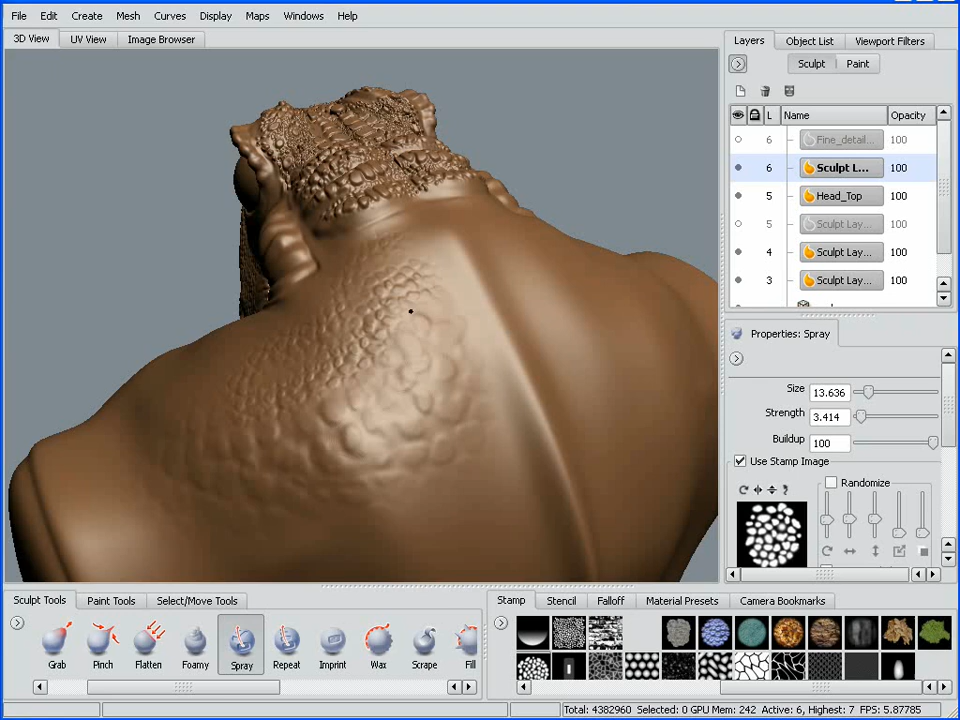 File Edit Create Mesh Curves Display Maps Windows Help
3D View UV View Image Browser
Layers Object List Viewport Filters
Sculpt Paint
L Name Opacity
6 Fine_detail... 100
6 Sculpt L... 100
5 Head_Top 100
5 Sculpt Lay... 100
4 Sculpt Lay... 100
3 Sculpt Lay... 100
Properties: Spray
Size 13.636
Strength 3.414
Buildup 100
Use Stamp Image
Randomize
Sculpt Tools Paint Tools Select/Move Tools
Grab Pinch Flatten Foamy Spray Repeat Imprint Wax Scrape Fill
Stamp Stencil Falloff Material Presets Camera Bookmarks
Total: 4382960 Selected: 0 GPU Mem: 242 Active: 6, Highest: 7 FPS: 5.87785